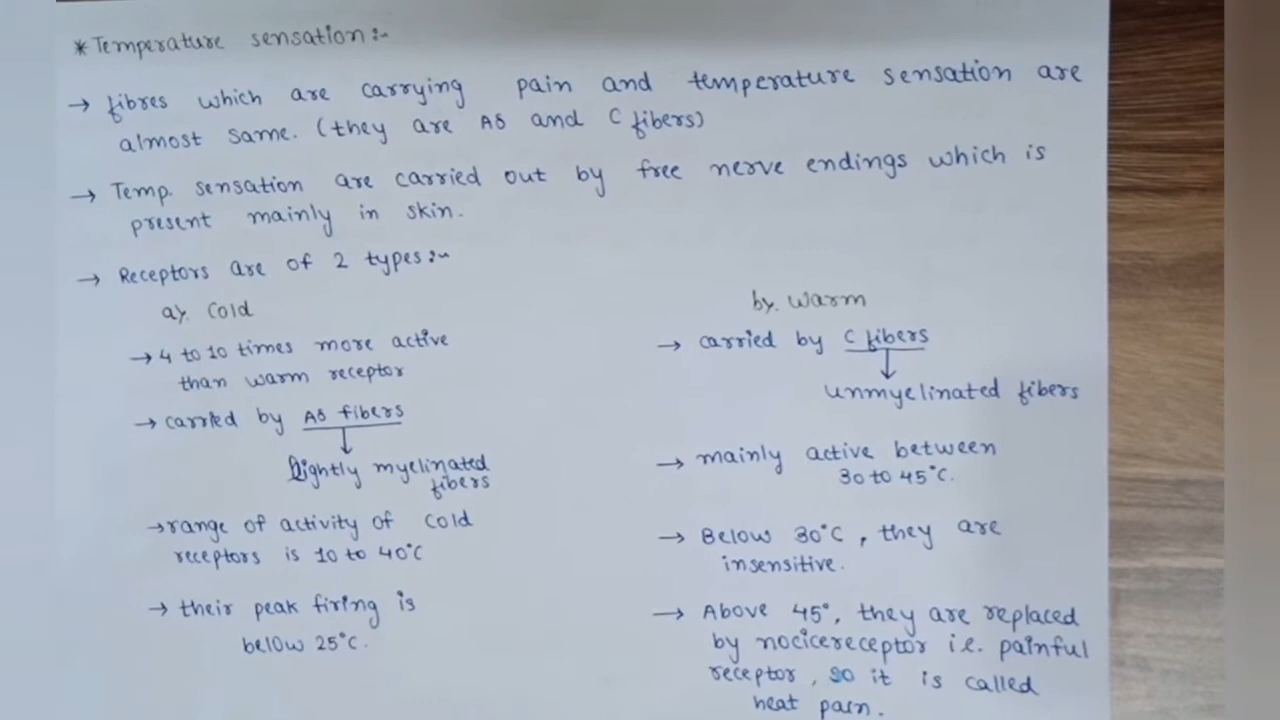 * Temperature sensation:-
→ fibres which are carrying pain and temperature sensation are
almost same. (they are Aδ and C fibers)
→ Temp. sensation are carried out by free nerve endings which is
present mainly in skin.
→ Receptors are of 2 types:-
a). Cold
→ 4 to 10 times more active
than warm receptor
→ carried by Aδ fibers
↓
Lightly myelinated
fibers
→ range of activity of cold
receptors is 10 to 40°C
→ their peak firing is
below 25°C.
b). Warm
→ carried by C fibers
↓
unmyelinated fibers
→ mainly active between
30 to 45°C.
→ Below 30°C, they are
insensitive.
→ Above 45°, they are replaced
by nocicereceptor i.e. painful
receptor, so it is called
heat pain.